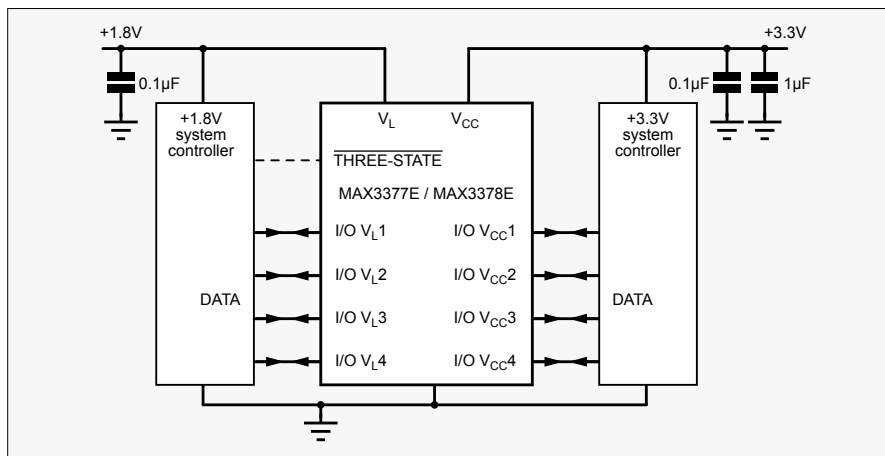 +1.8V
+3.3V
0.1µF
0.1µF
1µF
+1.8V
system
controller
V_L
V_CC
+3.3V
system
controller
THREE-STATE
MAX3377E / MAX3378E
I/O V_L1
I/O V_CC1
I/O V_L2
I/O V_CC2
DATA
DATA
I/O V_L3
I/O V_CC3
I/O V_L4
I/O V_CC4